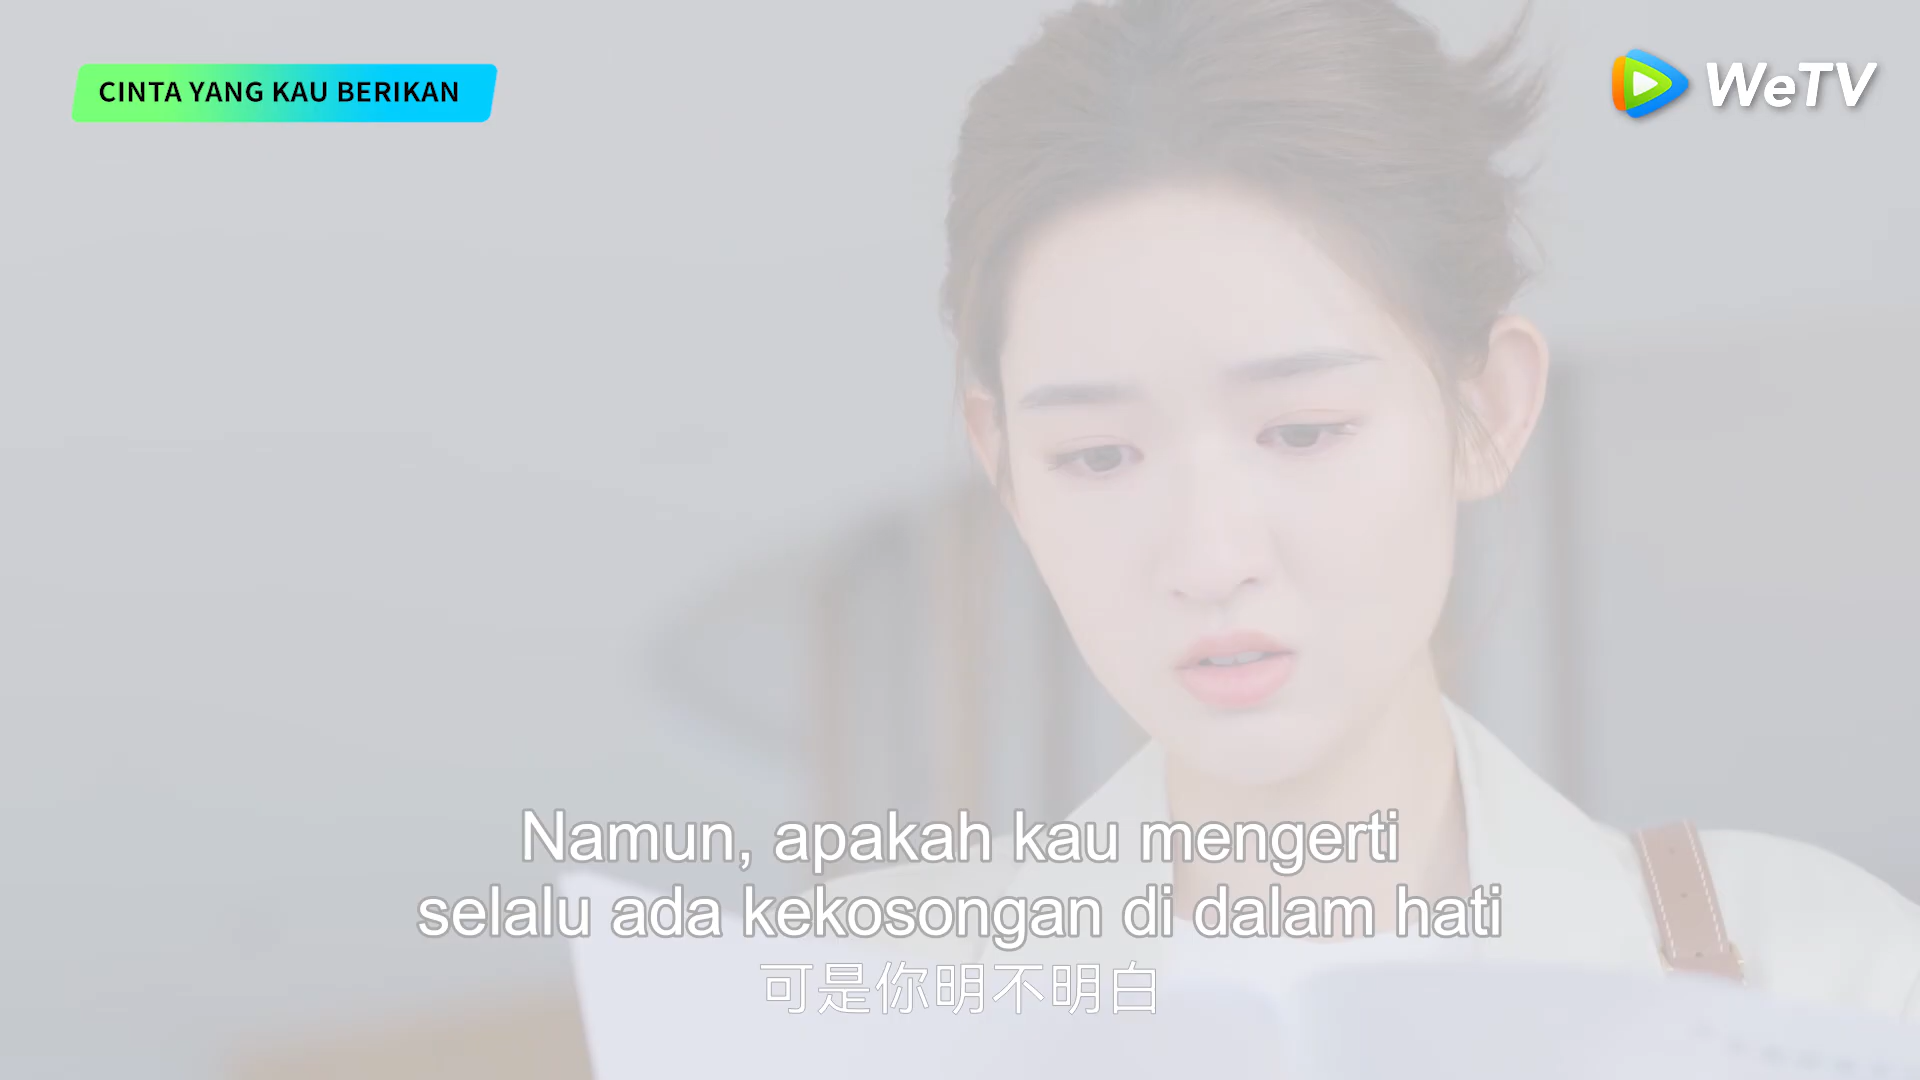 CINTA YANG KAU BERIKAN
WeTV
Namun, apakah kau mengerti
selalu ada kekosongan di dalam hati
可是你明不明白